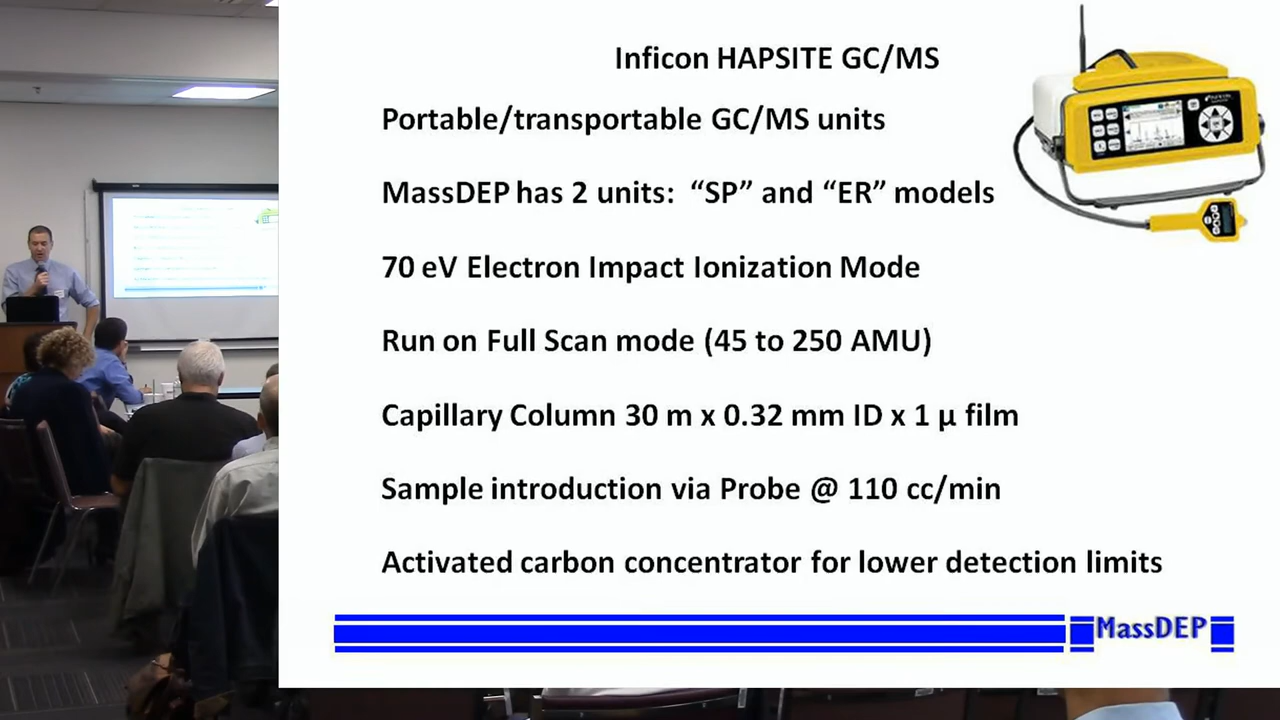 Inficon HAPSITE GC/MS
Portable/transportable GC/MS units
MassDEP has 2 units:  “SP” and “ER” models
70 eV Electron Impact Ionization Mode
Run on Full Scan mode (45 to 250 AMU)
Capillary Column 30 m x 0.32 mm ID x 1 µ film
Sample introduction via Probe @ 110 cc/min
Activated carbon concentrator for lower detection limits
MassDEP